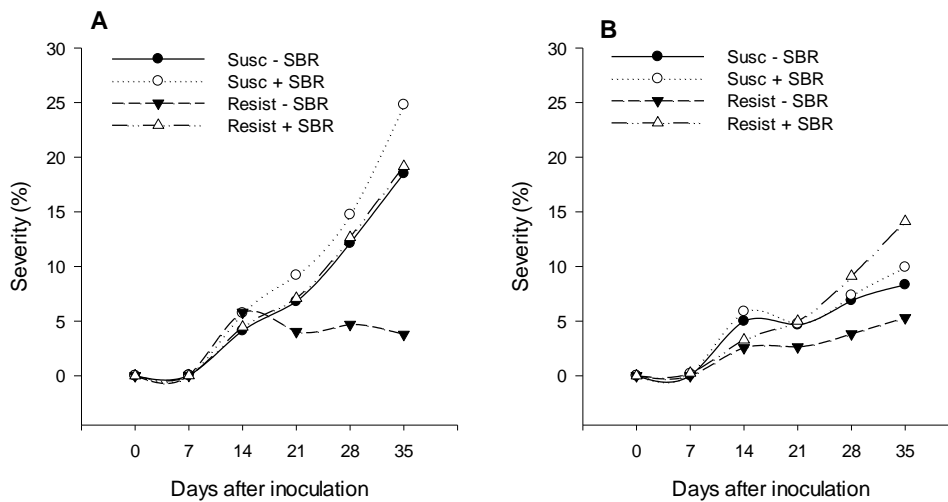 A
Susc - SBR
Susc + SBR
Resist - SBR
Resist + SBR
30
25
20
15
10
5
0
Severity (%)
0 7 14 21 28 35
Days after inoculation
B
Susc - SBR
Susc + SBR
Resist - SBR
Resist + SBR
30
25
20
15
10
5
0
Severity (%)
0 7 14 21 28 35
Days after inoculation